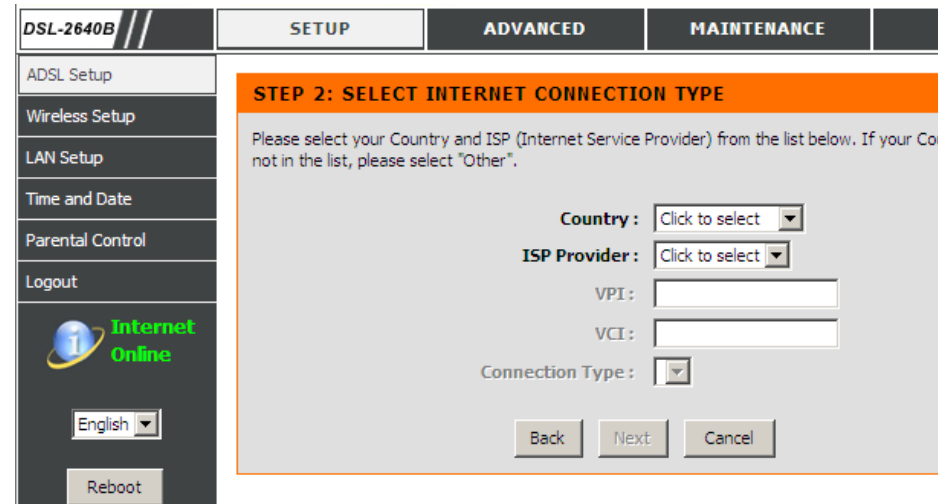 DSL-2640B
SETUP
ADVANCED
MAINTENANCE
ADSL Setup
Wireless Setup
LAN Setup
Time and Date
Parental Control
Logout
Internet
Online
English
Reboot
STEP 2: SELECT INTERNET CONNECTION TYPE
Please select your Country and ISP (Internet Service Provider) from the list below. If your Co
not in the list, please select "Other".
Country : Click to select
ISP Provider : Click to select
VPI :
VCI :
Connection Type :
Back Next Cancel